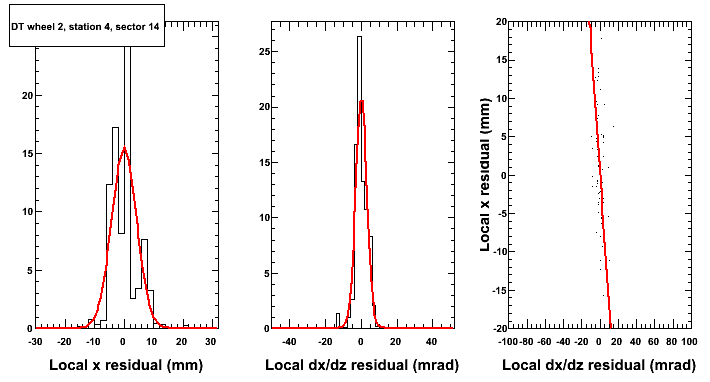 DT wheel 2, station 4, sector 14
25
20
15
10
5
0
-30 -20 -10 0 10 20 30
Local x residual (mm)
25
20
15
10
5
0
-40 -20 0 20 40
Local dx/dz residual (mrad)
Local x residual (mm)
20
15
10
5
0
-5
-10
-15
-20
-100 -80 -60 -40 -20 0 20 40 60 80 100
Local dx/dz residual (mrad)